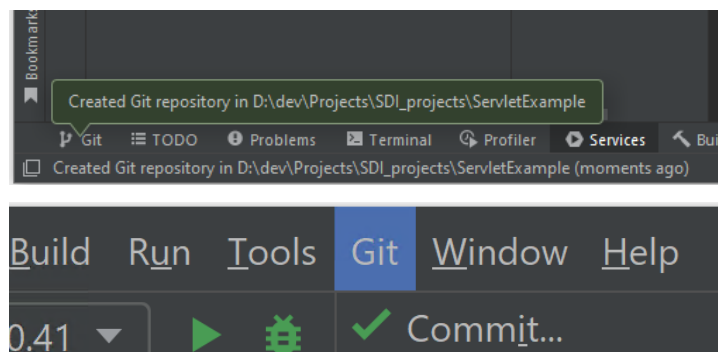 Bookmarks
Created Git repository in D:\dev\Projects\SDI_projects\ServletExample
Git TODO Problems Terminal Profiler Services Bui
Created Git repository in D:\dev\Projects\SDI_projects\ServletExample (moments ago)
Build Run Tools Git Window Help
0.41
Commit...